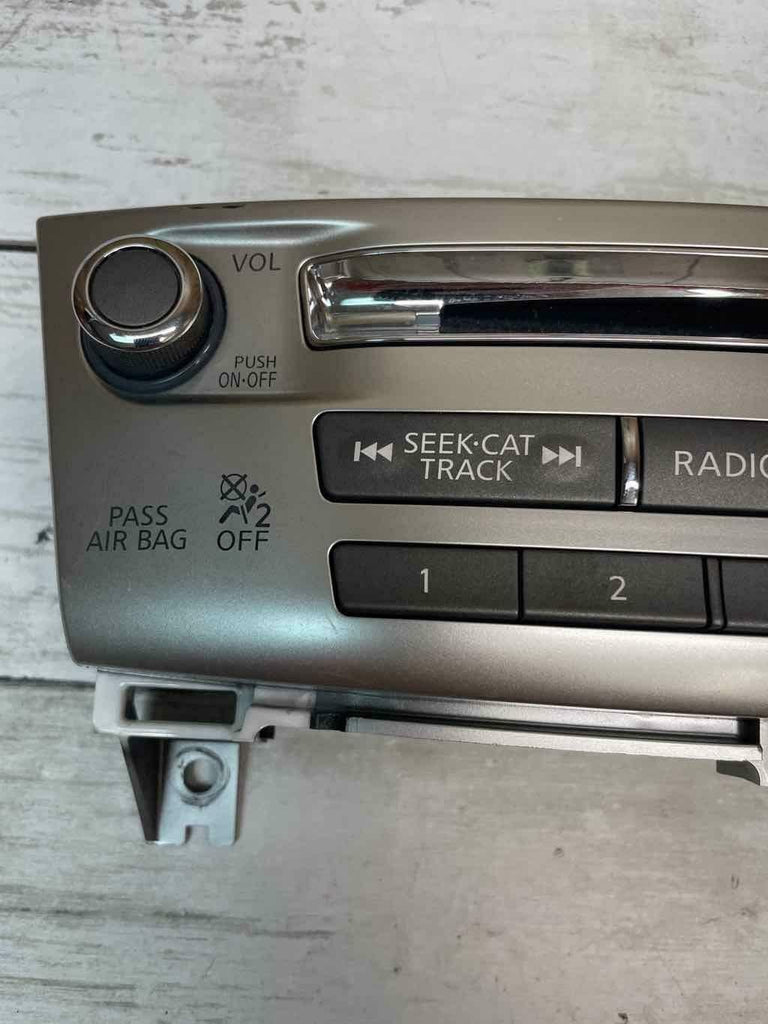 VOL
PUSH
ON·OFF
SEEK·CAT
TRACK
RADIO
PASS
AIR BAG
2
OFF
1
2